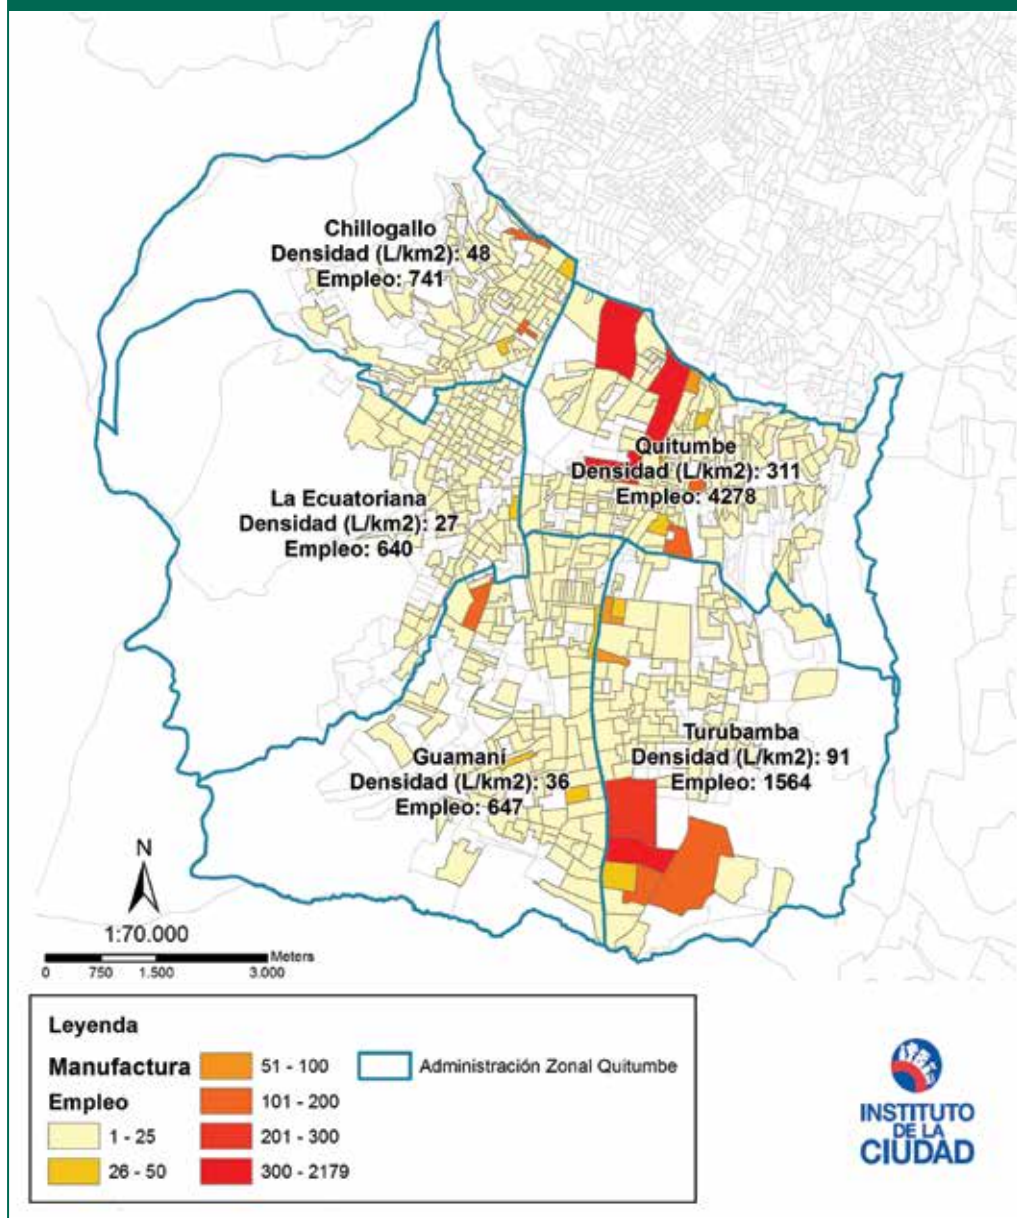 Chillogallo
Densidad (L/km2): 48
Empleo: 741
Quitumbe
Densidad (L/km2): 311
Empleo: 4278
La Ecuatoriana
Densidad (L/km2): 27
Empleo: 640
Turubamba
Densidad (L/km2): 91
Empleo: 1564
Guamaní
Densidad (L/km2): 36
Empleo: 647
N
1:70.000
Meters
0 750 1.500 3.000
Leyenda
Manufactura
Empleo
1 - 25
26 - 50
51 - 100
101 - 200
201 - 300
300 - 2179
Administración Zonal Quitumbe
INSTITUTO
DE LA
CIUDAD